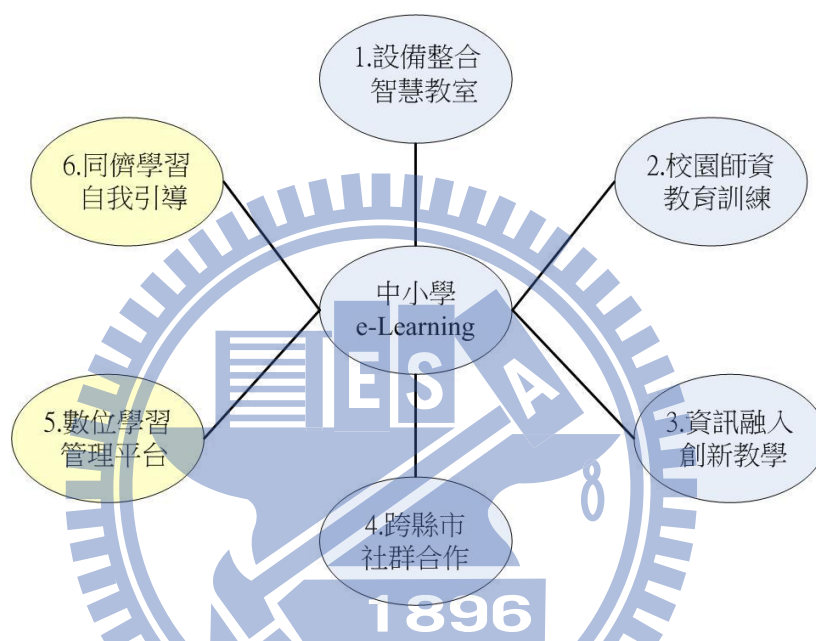 1.設備整合
智慧教室
6.同儕學習
自我引導
2.校園師資
教育訓練
中小學
e-Learning
ESA
5.數位學習
管理平台
3.資訊融入
創新教學
8
4.跨縣市
社群合作
1896